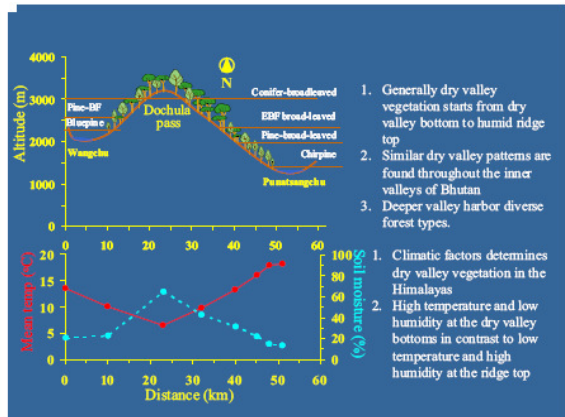 4000
3000
2000
1000
Altitude (m)
N
Conifer-broadleaved
Pine-BF
Dochula
pass
EBF broad-leaved
Bluepine
Pine-broad-leaved
Chirpine
Wangchu
Punatsangchu
0 10 20 30 40 50 60
20
15
10
5
0
Mean temp (°C)
100
80
60
40
20
0
Soil moisture (%)
0 10 20 30 40 50 60
Distance (km)
1. Generally dry valley
vegetation starts from dry
valley bottom to humid ridge
top
2. Similar dry valley patterns are
found throughout the inner
valleys of Bhutan
3. Deeper valley harbor diverse
forest types.
1. Climatic factors determines
dry valley vegetation in the
Himalayas
2. High temperature and low
humidity at the dry valley
bottoms in contrast to low
temperature and high
humidity at the ridge top